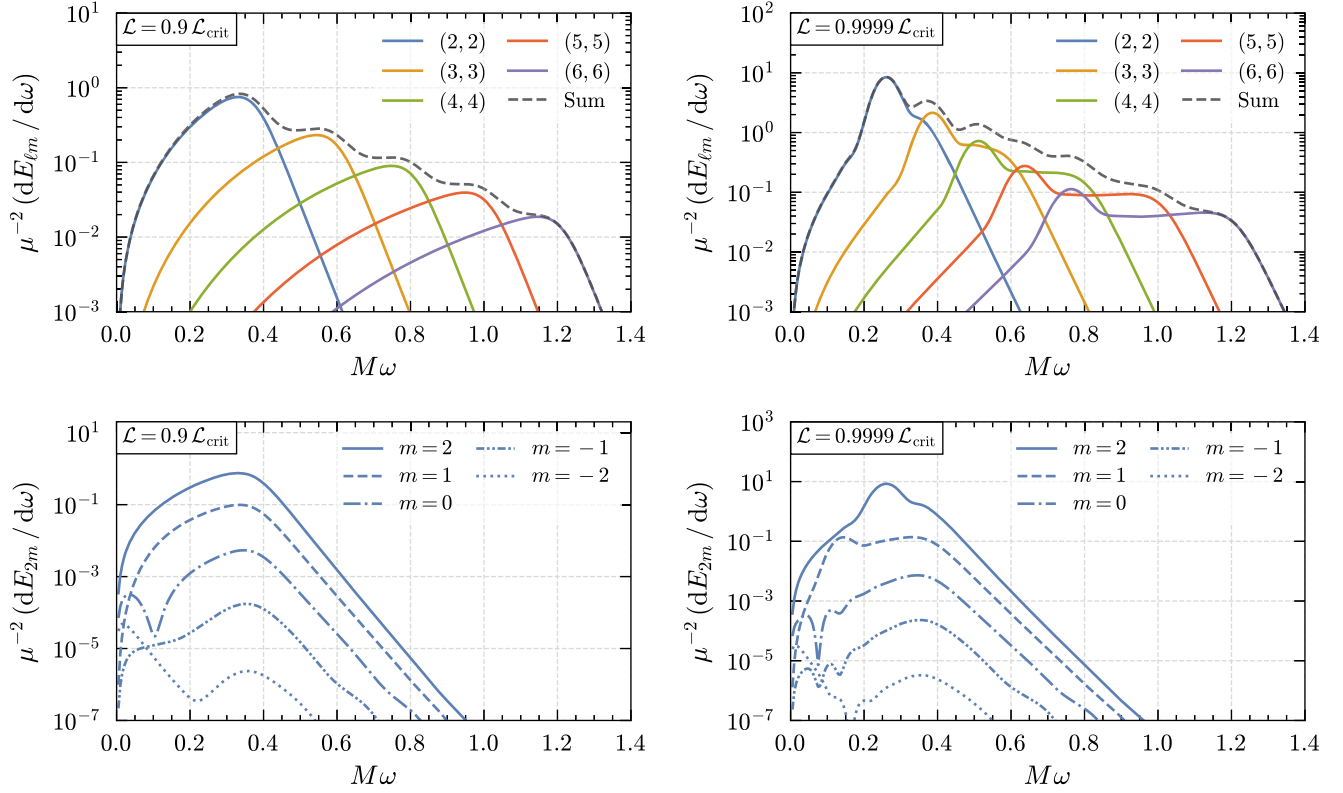 ℒ = 0.9 ℒcrit
(2, 2)
(3, 3)
(4, 4)
(5, 5)
(6, 6)
Sum
10^1
10^0
10^−1
10^−2
10^−3
μ^−2 (dE_ℓm / dω)
0.0 0.2 0.4 0.6 0.8 1.0 1.2 1.4
Mω
ℒ = 0.9999 ℒcrit
(2, 2)
(3, 3)
(4, 4)
(5, 5)
(6, 6)
Sum
10^2
10^1
10^0
10^−1
10^−2
10^−3
μ^−2 (dE_ℓm / dω)
0.0 0.2 0.4 0.6 0.8 1.0 1.2 1.4
Mω
ℒ = 0.9 ℒcrit
m = 2
m = 1
m = 0
m = −1
m = −2
10^1
10^−1
10^−3
10^−5
10^−7
μ^−2 (dE_2m / dω)
0.0 0.2 0.4 0.6 0.8 1.0 1.2 1.4
Mω
ℒ = 0.9999 ℒcrit
m = 2
m = 1
m = 0
m = −1
m = −2
10^3
10^1
10^−1
10^−3
10^−5
10^−7
μ^−2 (dE_2m / dω)
0.0 0.2 0.4 0.6 0.8 1.0 1.2 1.4
Mω